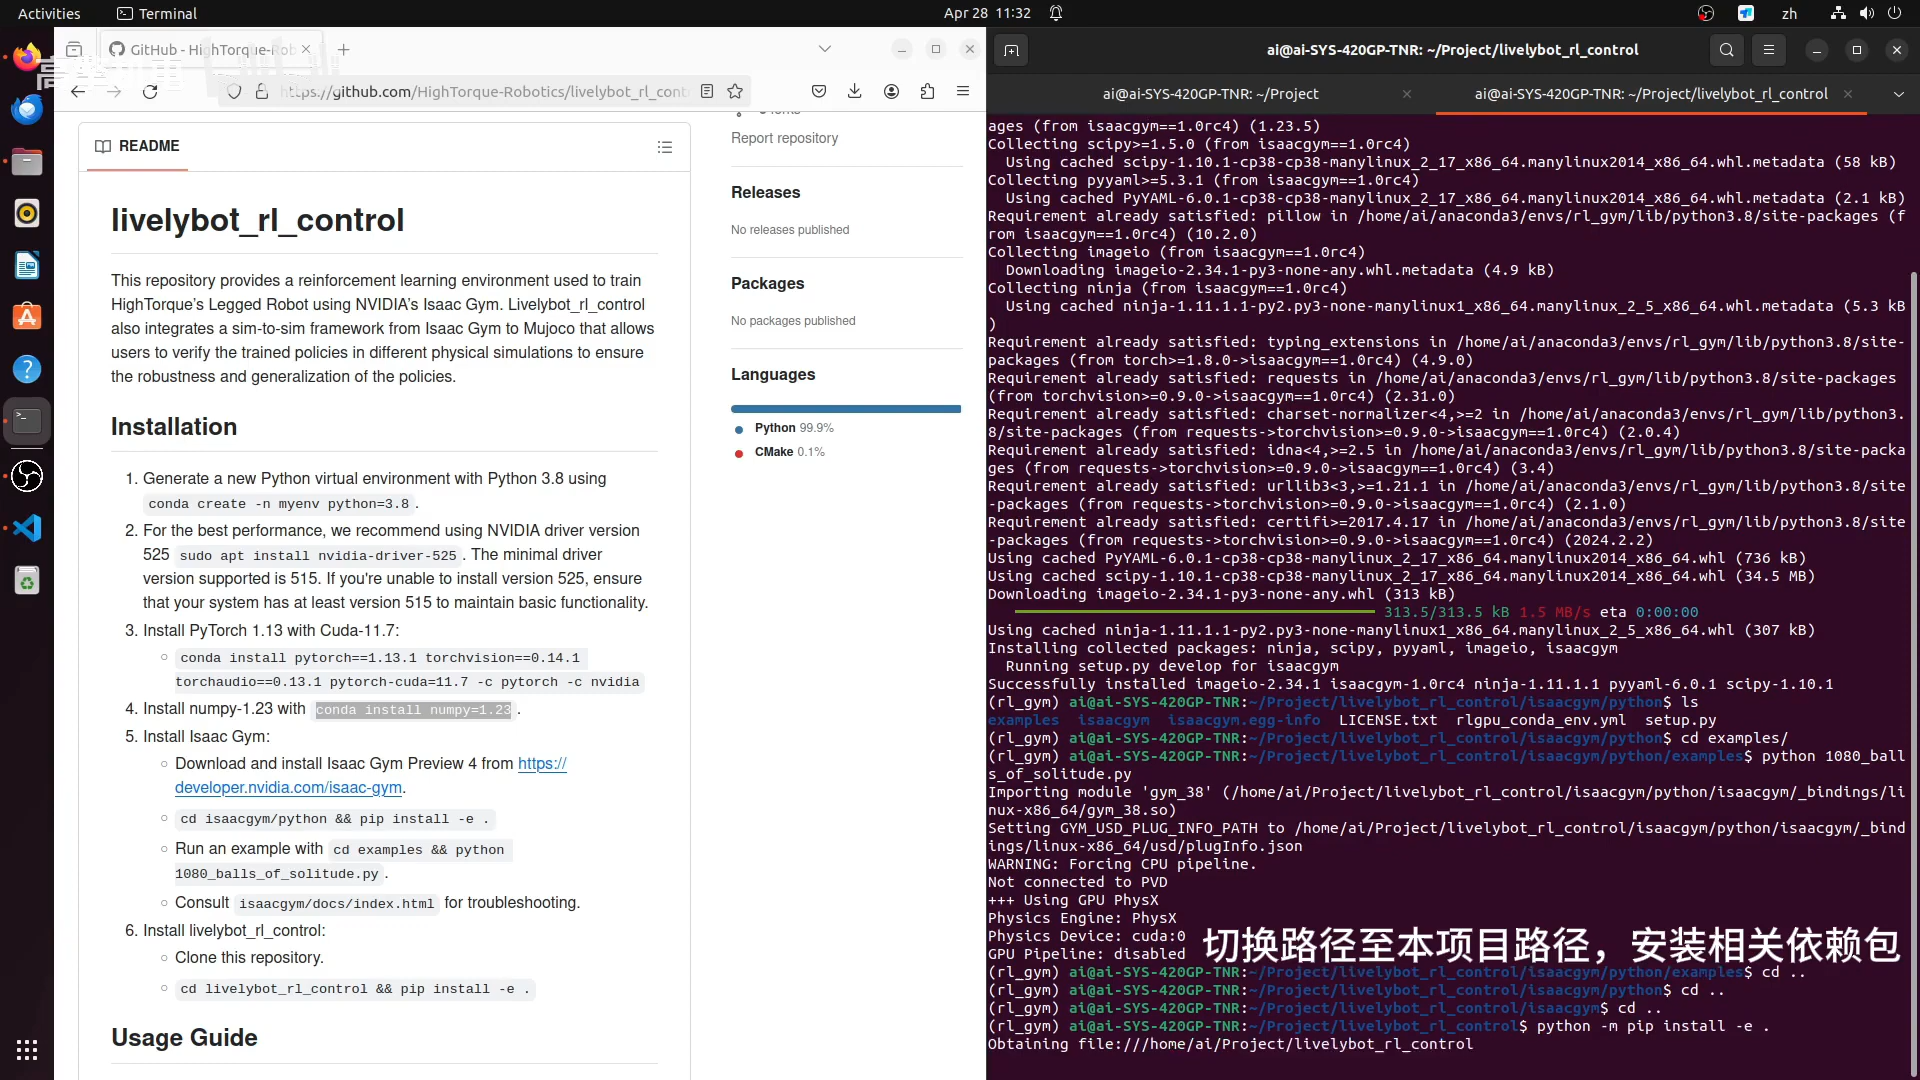 Activities
Terminal
Apr 28 11:32
zh
GitHub - HighTorque-Rob
https://github.com/HighTorque-Robotics/livelybot_rl_cont
README
livelybot_rl_control
This repository provides a reinforcement learning environment used to train
HighTorque's Legged Robot using NVIDIA's Isaac Gym. Livelybot_rl_control
also integrates a sim-to-sim framework from Isaac Gym to Mujoco that allows
users to verify the trained policies in different physical simulations to ensure
the robustness and generalization of the policies.
Installation
1. Generate a new Python virtual environment with Python 3.8 using
conda create -n myenv python=3.8 .
2. For the best performance, we recommend using NVIDIA driver version
525 sudo apt install nvidia-driver-525 . The minimal driver
version supported is 515. If you're unable to install version 525, ensure
that your system has at least version 515 to maintain basic functionality.
3. Install PyTorch 1.13 with Cuda-11.7:
conda install pytorch==1.13.1 torchvision==0.14.1
torchaudio==0.13.1 pytorch-cuda=11.7 -c pytorch -c nvidia
4. Install numpy-1.23 with conda install numpy=1.23 .
5. Install Isaac Gym:
Download and install Isaac Gym Preview 4 from https://
developer.nvidia.com/isaac-gym.
cd isaacgym/python && pip install -e .
Run an example with cd examples && python
1080_balls_of_solitude.py .
Consult isaacgym/docs/index.html for troubleshooting.
6. Install livelybot_rl_control:
Clone this repository.
cd livelybot_rl_control && pip install -e .
Usage Guide
Report repository
Releases
No releases published
Packages
No packages published
Languages
Python 99.9%
CMake 0.1%
ai@ai-SYS-420GP-TNR: ~/Project/livelybot_rl_control
ai@ai-SYS-420GP-TNR: ~/Project
ai@ai-SYS-420GP-TNR: ~/Project/livelybot_rl_control
ages (from isaacgym==1.0rc4) (1.23.5)
Collecting scipy>=1.5.0 (from isaacgym==1.0rc4)
Using cached scipy-1.10.1-cp38-cp38-manylinux_2_17_x86_64.manylinux2014_x86_64.whl.metadata (58 kB)
Collecting pyyaml>=5.3.1 (from isaacgym==1.0rc4)
Using cached PyYAML-6.0.1-cp38-cp38-manylinux_2_17_x86_64.manylinux2014_x86_64.whl.metadata (2.1 kB)
Requirement already satisfied: pillow in /home/ai/anaconda3/envs/rl_gym/lib/python3.8/site-packages (f
rom isaacgym==1.0rc4) (10.2.0)
Collecting imageio (from isaacgym==1.0rc4)
Downloading imageio-2.34.1-py3-none-any.whl.metadata (4.9 kB)
Collecting ninja (from isaacgym==1.0rc4)
Using cached ninja-1.11.1.1-py2.py3-none-manylinux1_x86_64.manylinux_2_5_x86_64.whl.metadata (5.3 kB
)
Requirement already satisfied: typing_extensions in /home/ai/anaconda3/envs/rl_gym/lib/python3.8/site-
packages (from torch>=1.8.0->isaacgym==1.0rc4) (4.9.0)
Requirement already satisfied: requests in /home/ai/anaconda3/envs/rl_gym/lib/python3.8/site-packages
(from torchvision>=0.9.0->isaacgym==1.0rc4) (2.31.0)
Requirement already satisfied: charset-normalizer<4,>=2 in /home/ai/anaconda3/envs/rl_gym/lib/python3.
8/site-packages (from requests->torchvision>=0.9.0->isaacgym==1.0rc4) (2.0.4)
Requirement already satisfied: idna<4,>=2.5 in /home/ai/anaconda3/envs/rl_gym/lib/python3.8/site-packa
ges (from requests->torchvision>=0.9.0->isaacgym==1.0rc4) (3.4)
Requirement already satisfied: urllib3<3,>=1.21.1 in /home/ai/anaconda3/envs/rl_gym/lib/python3.8/site
-packages (from requests->torchvision>=0.9.0->isaacgym==1.0rc4) (2.1.0)
Requirement already satisfied: certifi>=2017.4.17 in /home/ai/anaconda3/envs/rl_gym/lib/python3.8/site
-packages (from requests->torchvision>=0.9.0->isaacgym==1.0rc4) (2024.2.2)
Using cached PyYAML-6.0.1-cp38-cp38-manylinux_2_17_x86_64.manylinux2014_x86_64.whl (736 kB)
Using cached scipy-1.10.1-cp38-cp38-manylinux_2_17_x86_64.manylinux2014_x86_64.whl (34.5 MB)
Downloading imageio-2.34.1-py3-none-any.whl (313 kB)
313.5/313.5 kB 1.5 MB/s eta 0:00:00
Using cached ninja-1.11.1.1-py2.py3-none-manylinux1_x86_64.manylinux_2_5_x86_64.whl (307 kB)
Installing collected packages: ninja, scipy, pyyaml, imageio, isaacgym
Running setup.py develop for isaacgym
Successfully installed imageio-2.34.1 isaacgym-1.0rc4 ninja-1.11.1.1 pyyaml-6.0.1 scipy-1.10.1
(rl_gym) ai@ai-SYS-420GP-TNR:~/Project/livelybot_rl_control/isaacgym/python$ ls
examples isaacgym isaacgym.egg-info LICENSE.txt rlgpu_conda_env.yml setup.py
(rl_gym) ai@ai-SYS-420GP-TNR:~/Project/livelybot_rl_control/isaacgym/python$ cd examples/
(rl_gym) ai@ai-SYS-420GP-TNR:~/Project/livelybot_rl_control/isaacgym/python/examples$ python 1080_ball
s_of_solitude.py
Importing module 'gym_38' (/home/ai/Project/livelybot_rl_control/isaacgym/python/isaacgym/_bindings/li
nux-x86_64/gym_38.so)
Setting GYM_USD_PLUG_INFO_PATH to /home/ai/Project/livelybot_rl_control/isaacgym/python/isaacgym/_bind
ings/linux-x86_64/usd/plugInfo.json
WARNING: Forcing CPU pipeline.
Not connected to PVD
+++ Using GPU PhysX
Physics Engine: PhysX
Physics Device: cuda:0
GPU Pipeline: disabled
切换路径至本项目路径，安装相关依赖包
(rl_gym) ai@ai-SYS-420GP-TNR:~/Project/livelybot_rl_control/isaacgym/python/examples$ cd ..
(rl_gym) ai@ai-SYS-420GP-TNR:~/Project/livelybot_rl_control/isaacgym/python$ cd ..
(rl_gym) ai@ai-SYS-420GP-TNR:~/Project/livelybot_rl_control/isaacgym$ cd ..
(rl_gym) ai@ai-SYS-420GP-TNR:~/Project/livelybot_rl_control$ python -m pip install -e .
Obtaining file:///home/ai/Project/livelybot_rl_control